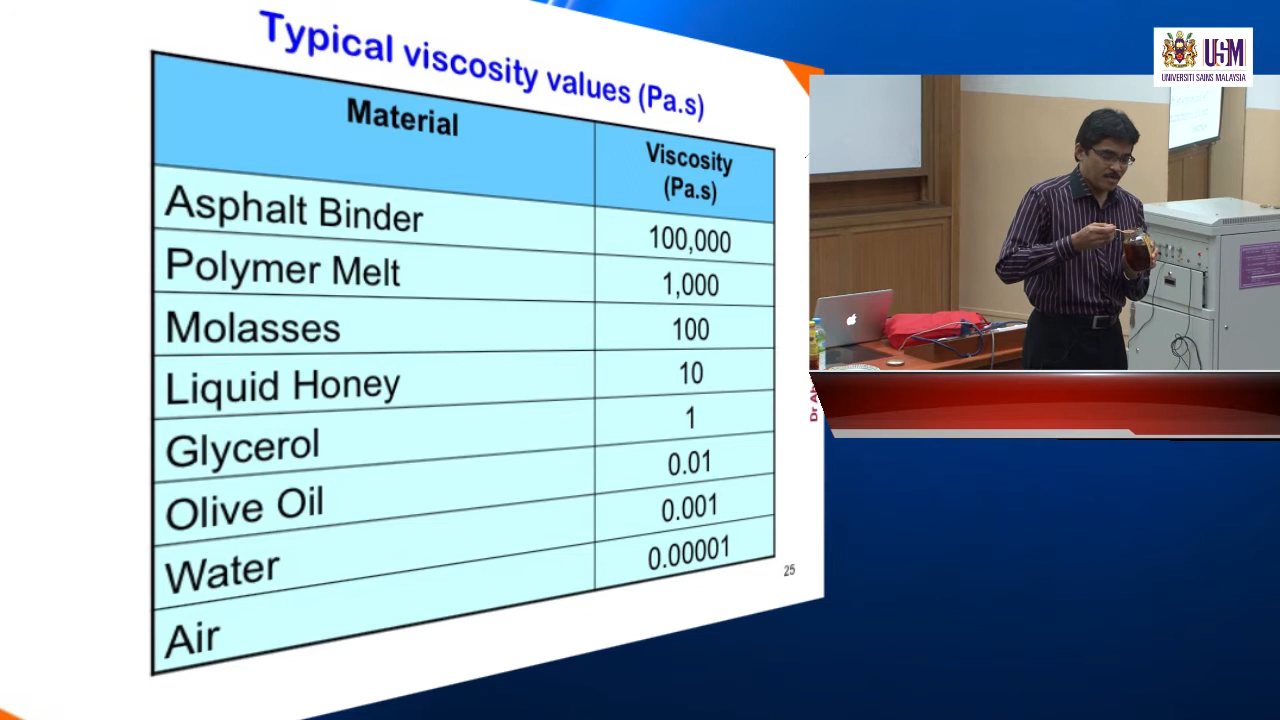 Typical viscosity values (Pa.s)
Material
Viscosity
(Pa.s)
Asphalt Binder 100,000
Polymer Melt 1,000
Molasses 100
Liquid Honey 10
Glycerol 1
Olive Oil 0.01
Water 0.001
Air 0.00001
25
USM
UNIVERSITI SAINS MALAYSIA